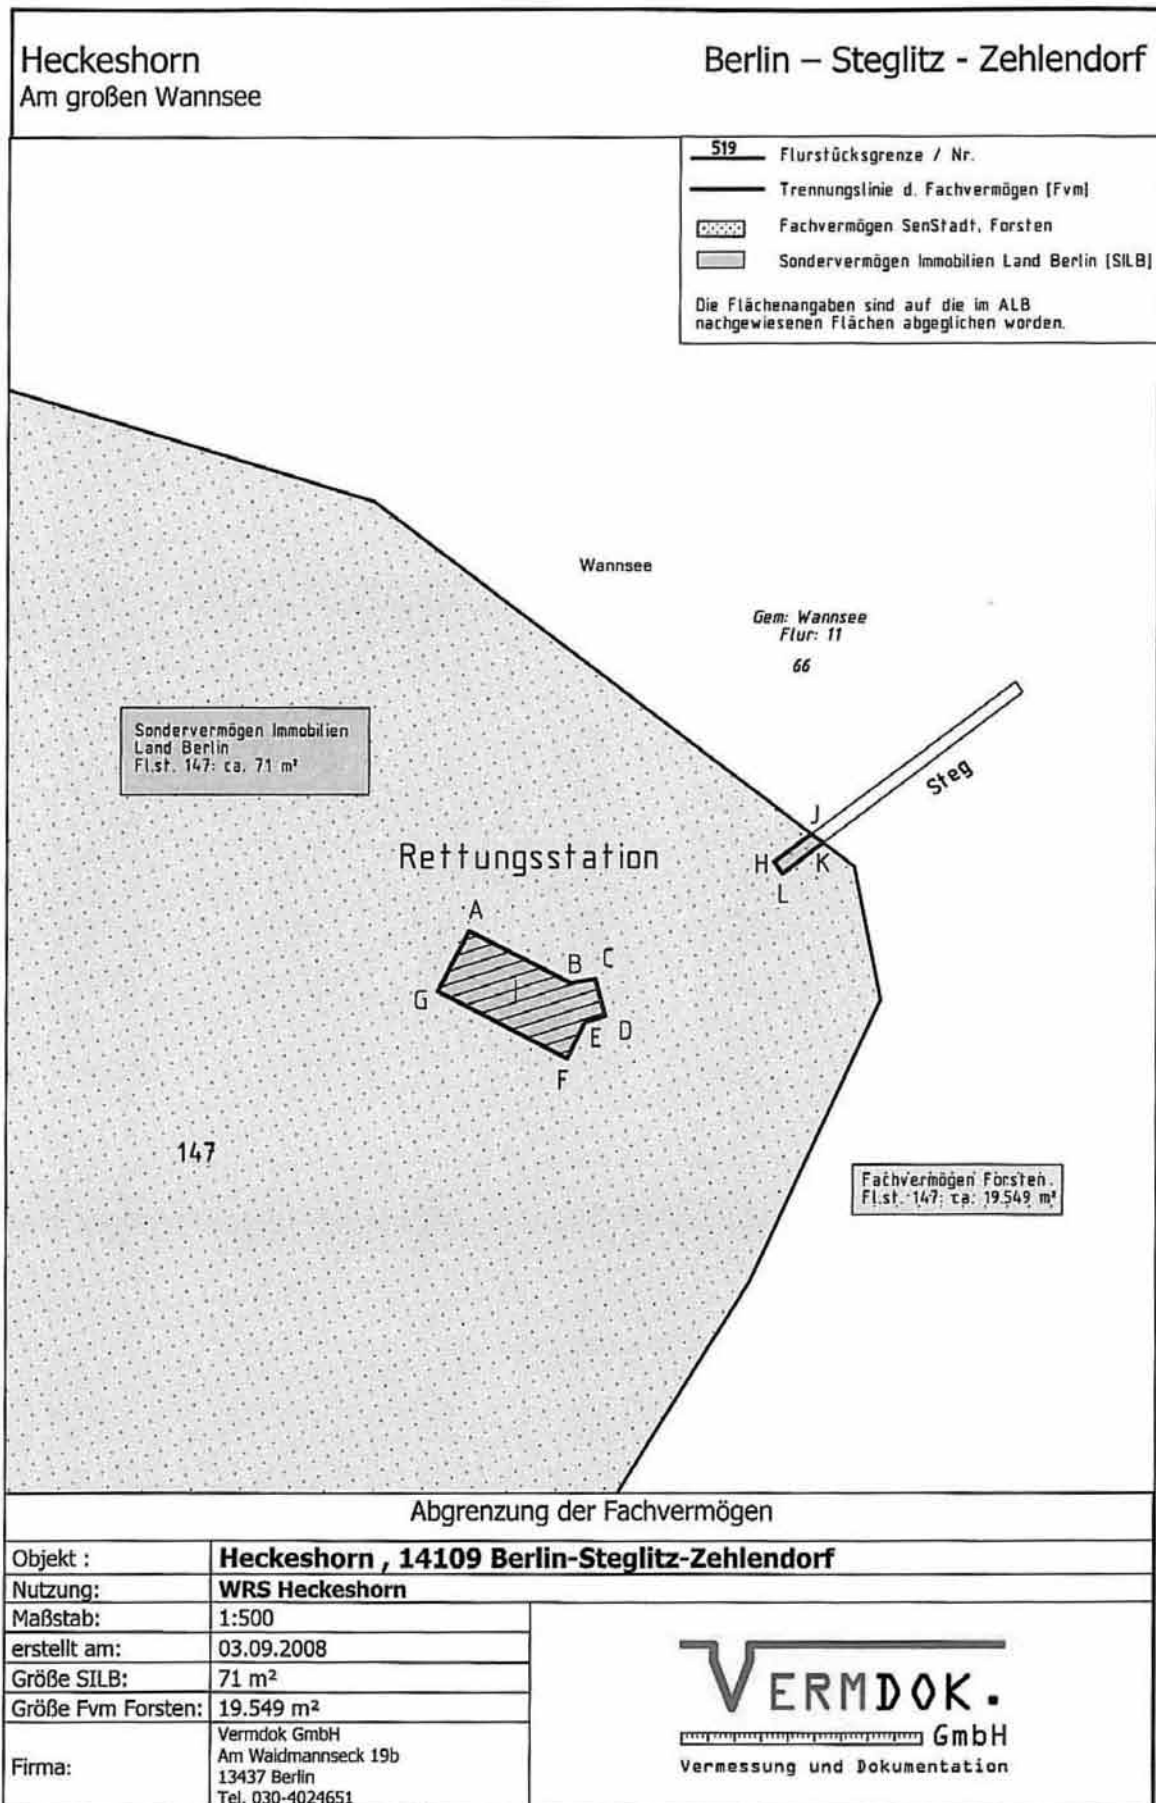 Heckeshorn
Am großen Wannsee
Berlin – Steglitz - Zehlendorf
519 Flurstücksgrenze / Nr.
Trennungslinie d. Fachvermögen [Fvm]
Fachvermögen SenStadt, Forsten
Sondervermögen Immobilien Land Berlin [SILB]
Die Flächenangaben sind auf die im ALB
nachgewiesenen Flächen abgeglichen worden.
Wannsee
Gem: Wannsee
Flur: 11
66
Sondervermögen Immobilien
Land Berlin
Fl.st. 147: ca. 71 m²
Steg
J
H
K
L
Rettungsstation
A
B
C
I
G
D
E
F
147
Fachvermögen Forsten.
Fl.st. 147: ca: 19.549 m²
Abgrenzung der Fachvermögen
Objekt : Heckeshorn , 14109 Berlin-Steglitz-Zehlendorf
Nutzung: WRS Heckeshorn
Maßstab: 1:500
erstellt am: 03.09.2008
Größe SILB: 71 m²
Größe Fvm Forsten: 19.549 m²
Firma:
Vermdok GmbH
Am Waidmannseck 19b
13437 Berlin
Tel. 030-4024651
VERMDOK.
GmbH
Vermessung und Dokumentation